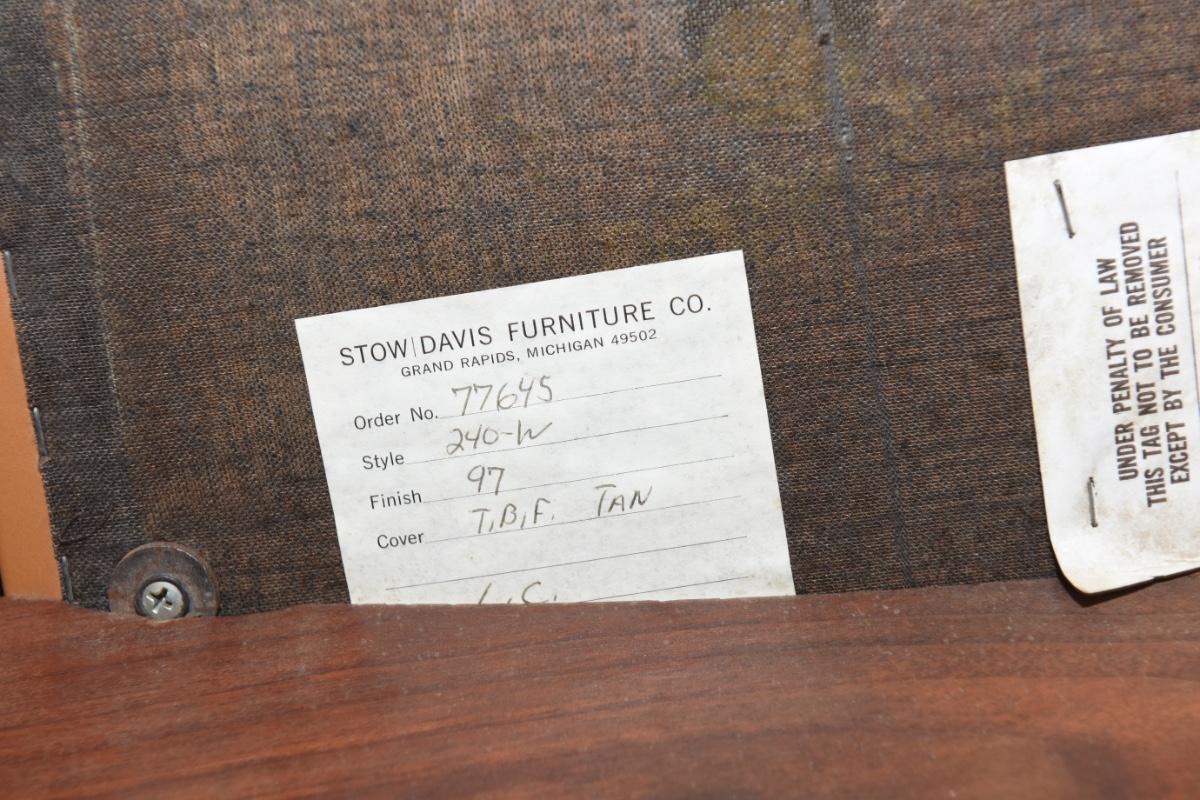 STOW|DAVIS FURNITURE CO.
GRAND RAPIDS, MICHIGAN 49502
Order No. 77645
Style 240-W
Finish 97
Cover T.B.F. TAN
L.C.
UNDER PENALTY OF LAW
THIS TAG NOT TO BE REMOVED
EXCEPT BY THE CONSUMER